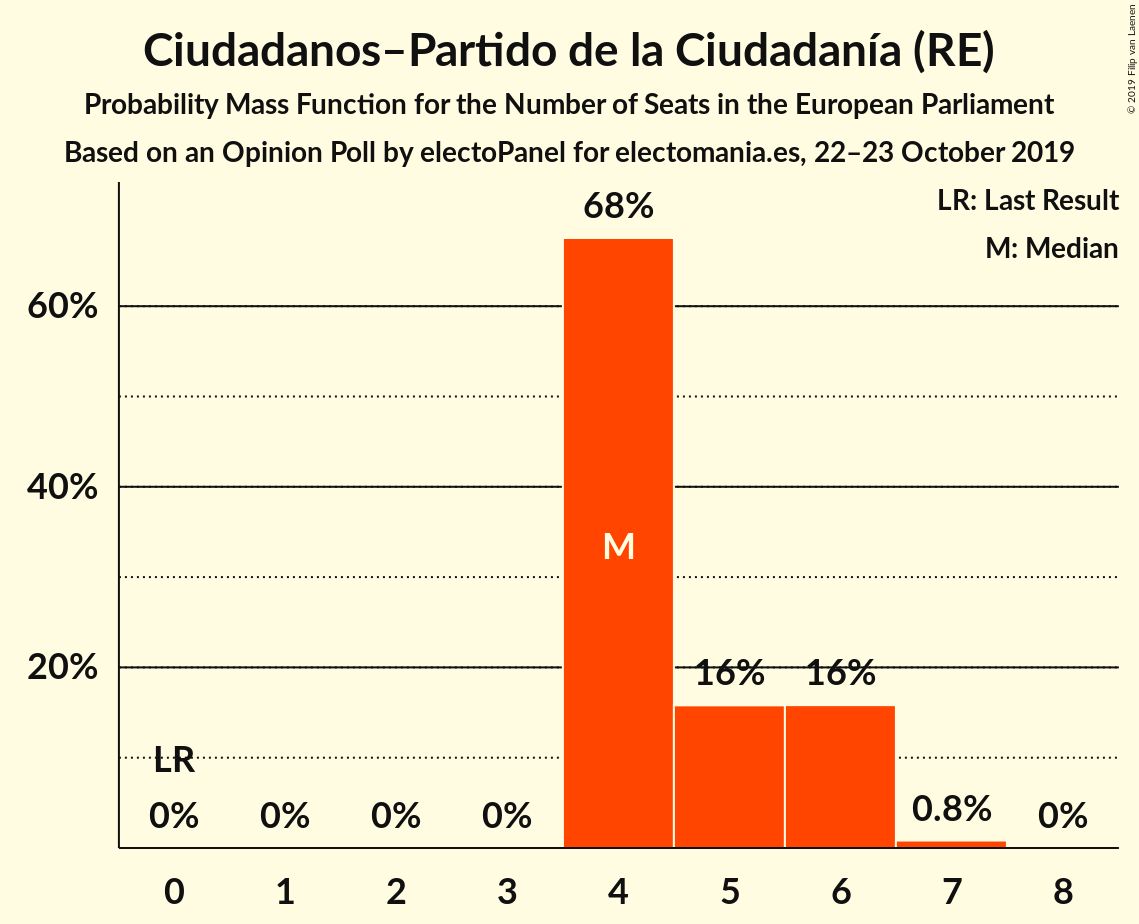 Ciudadanos–Partido de la Ciudadanía (RE)
Probability Mass Function for the Number of Seats in the European Parliament
Based on an Opinion Poll by electoPanel for electomania.es, 22–23 October 2019
© 2019 Filip van Laenen
LR: Last Result
M: Median
68%
60%
40%
M
20%
16% 16%
LR
0% 0% 0% 0% 0.8% 0%
0 1 2 3 4 5 6 7 8